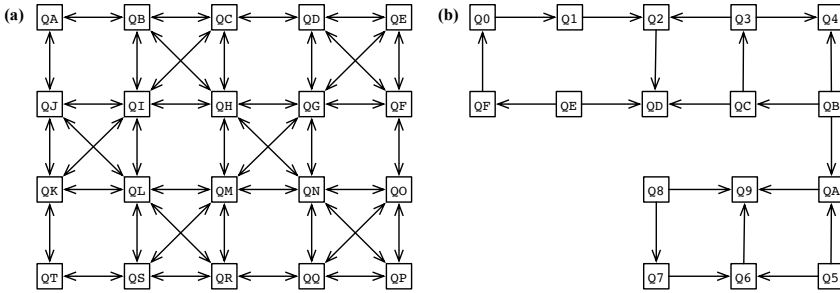 (a) QA QB QC QD QE
QJ QI QH QG QF
QK QL QM QN QO
QT QS QR QQ QP
(b) Q0 Q1 Q2 Q3 Q4
QF QE QD QC QB
Q8 Q9 QA
Q7 Q6 Q5